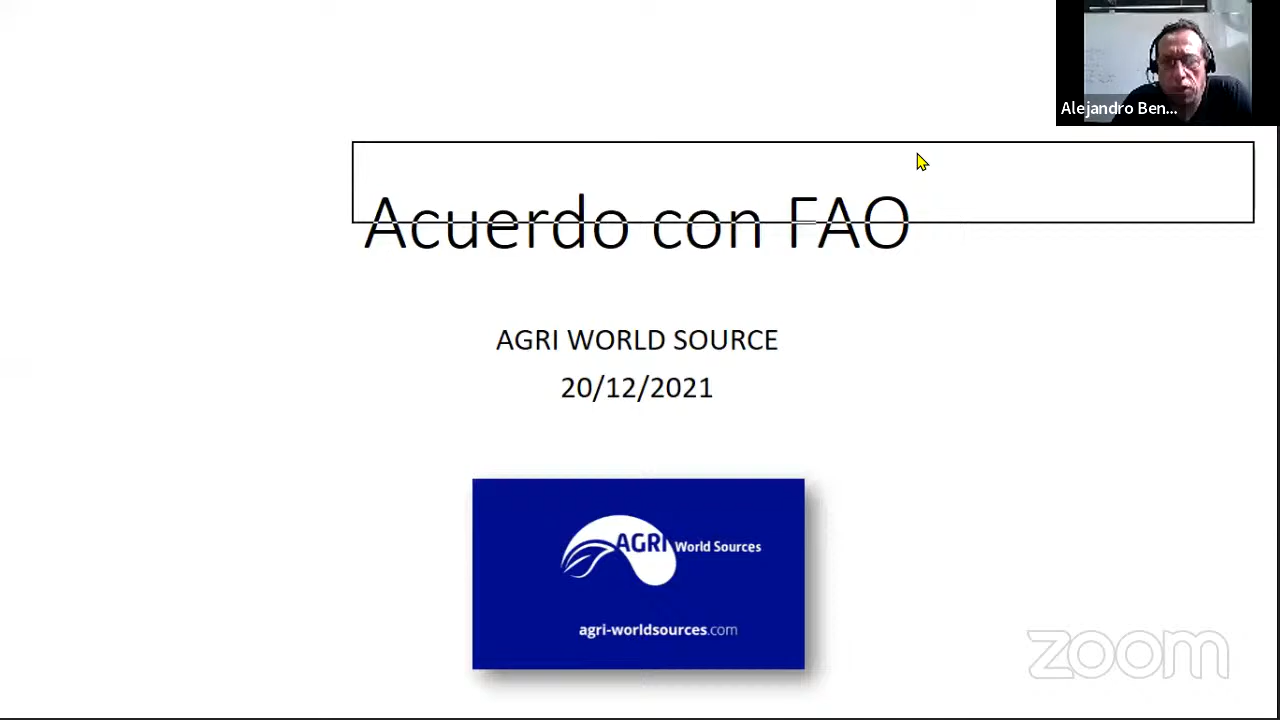 Alejandro Ben...
Acuerdo con FAO
AGRI WORLD SOURCE
20/12/2021
AGRI World Sources
agri-worldsources.com
zoom